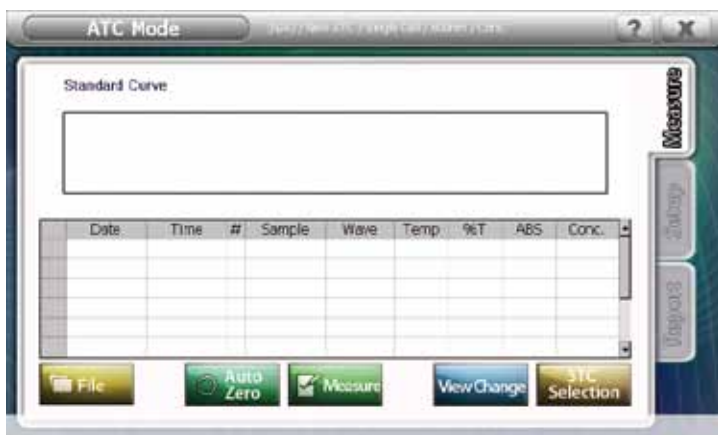 ATC Mode
? X
Standard Curve
Date Time # Sample Wave Temp %T ABS Conc.
File
Auto
Zero
Measure
View Change
STC
Selection
Measure
Setup
Report